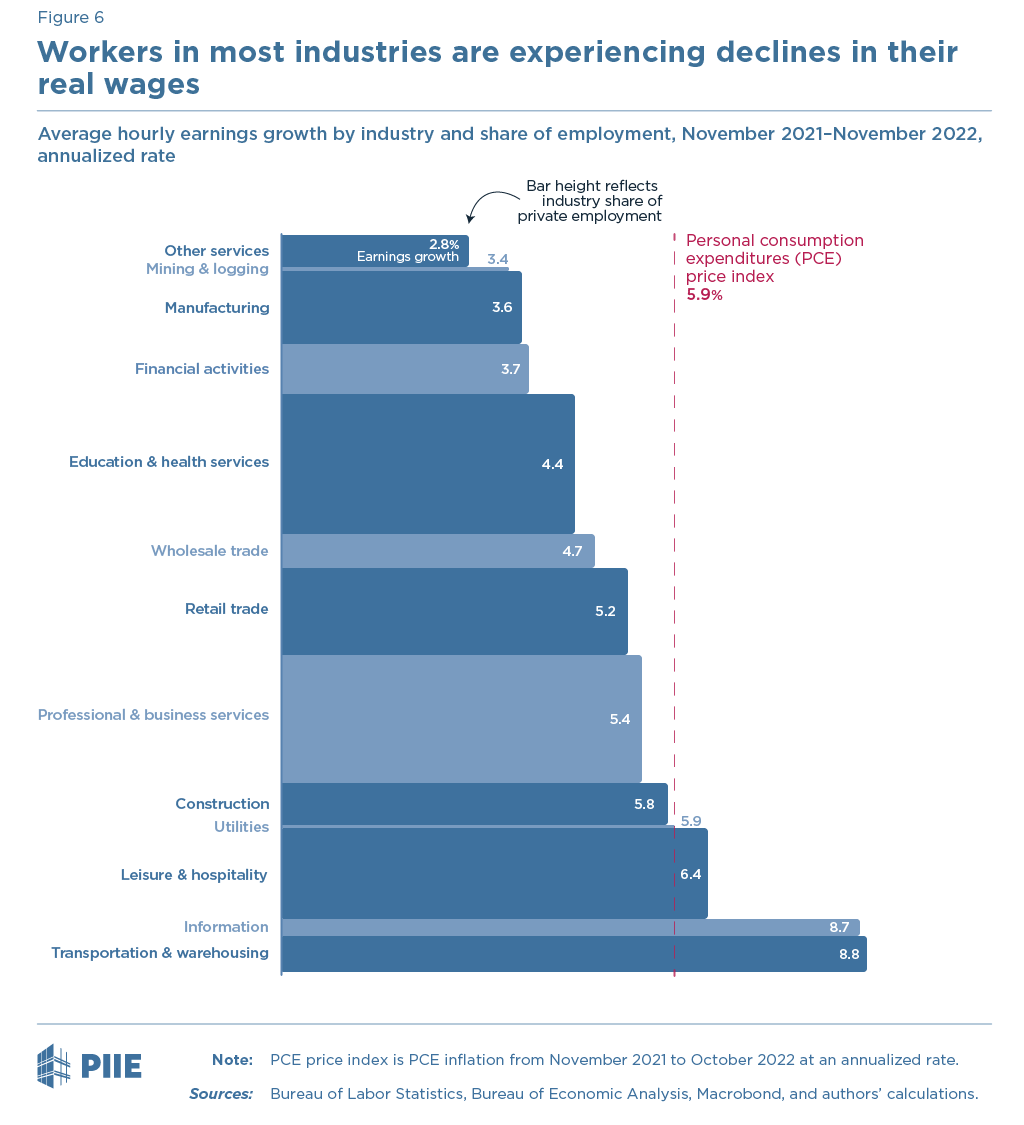 Figure 6
Workers in most industries are experiencing declines in their
real wages
Average hourly earnings growth by industry and share of employment, November 2021–November 2022,
annualized rate
Bar height reflects
industry share of
private employment
Personal consumption
expenditures (PCE)
price index
5.9%
Other services
2.8%
Earnings growth
Mining & logging
3.4
Manufacturing
3.6
Financial activities
3.7
Education & health services
4.4
Wholesale trade
4.7
Retail trade
5.2
Professional & business services
5.4
Construction
5.8
Utilities
5.9
Leisure & hospitality
6.4
Information
8.7
Transportation & warehousing
8.8
PIIE
Note: PCE price index is PCE inflation from November 2021 to October 2022 at an annualized rate.
Sources: Bureau of Labor Statistics, Bureau of Economic Analysis, Macrobond, and authors’ calculations.